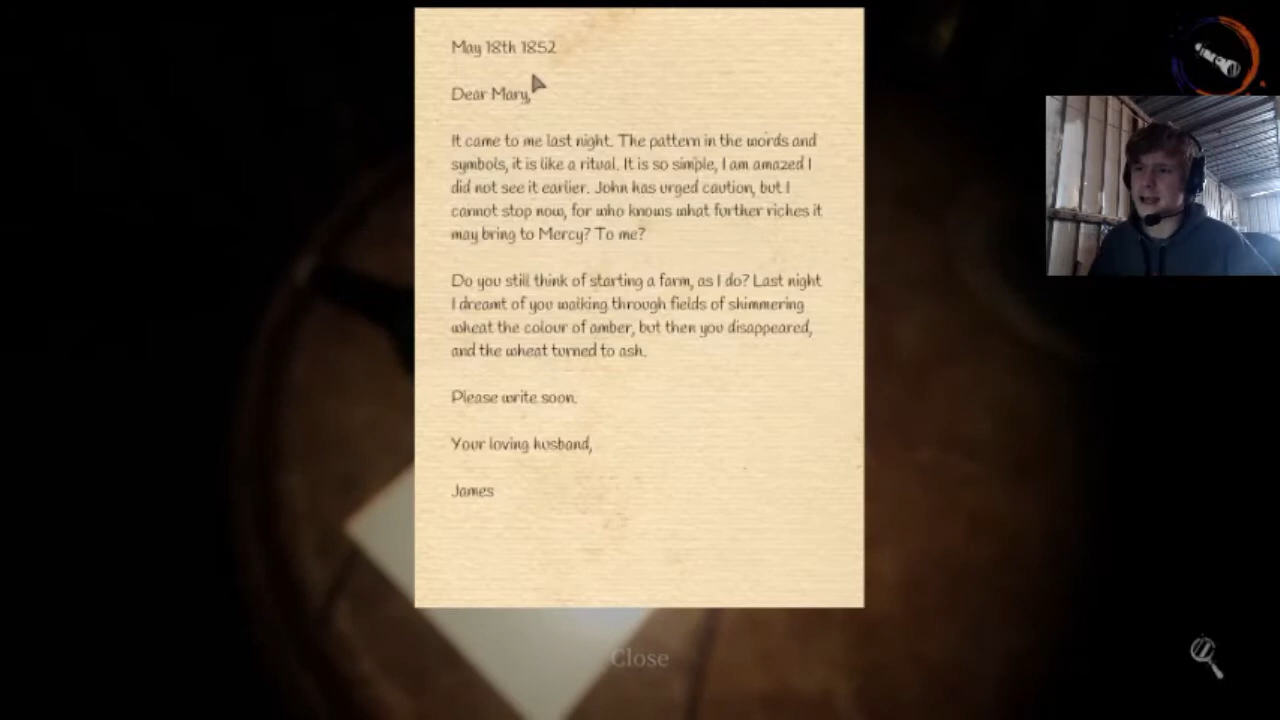 May 18th 1852
Dear Mary,
It came to me last night. The pattern in the words and
symbols, it is like a ritual. It is so simple, I am amazed I
did not see it earlier. John has urged caution, but I
cannot stop now, for who knows what further riches it
may bring to Mercy? To me?
Do you still think of starting a farm, as I do? Last night
I dreamt of you walking through fields of shimmering
wheat the colour of amber, but then you disappeared,
and the wheat turned to ash.
Please write soon.
Your loving husband,
James
Close